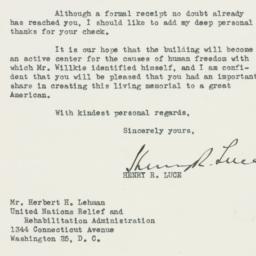 Although a formal receipt no doubt already
has reached you, I should like to add my deep personal
thanks for your check.
It is our hope that the building will become
an active center for the causes of human freedom with
which Mr. Willkie identified himself, and I am confi-
dent that you will be pleased that you had an important
share in creating this living memorial to a great
American.
With kindest personal regards,
Sincerely yours,
Henry R. Luce
HENRY R. LUCE
Mr. Herbert H. Lehman
United Nations Relief and
Rehabilitation Administration
1344 Connecticut Avenue
Washington 25, D. C.